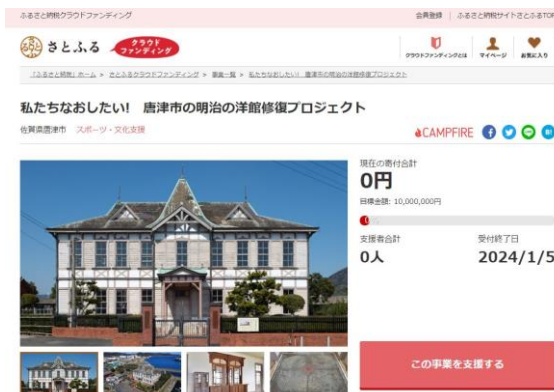 ふるさと納税クラウドファンディング
会員登録 | ふるさと納税サイトさとふるTOP
さとふる クラウドファンディング
クラウドファンディングとは マイページ お気に入り
「ふるさと納税」ホーム > さとふるクラウドファンディング > 事業一覧 > 私たちなおしたい! 唐津市の明治の洋館修復プロジェクト
私たちなおしたい! 唐津市の明治の洋館修復プロジェクト
佐賀県唐津市 スポーツ・文化支援
CAMPFIRE
現在の寄付合計
0円
目標金額: 10,000,000円
支援者合計 受付終了日
0人 2024/1/5
この事業を支援する